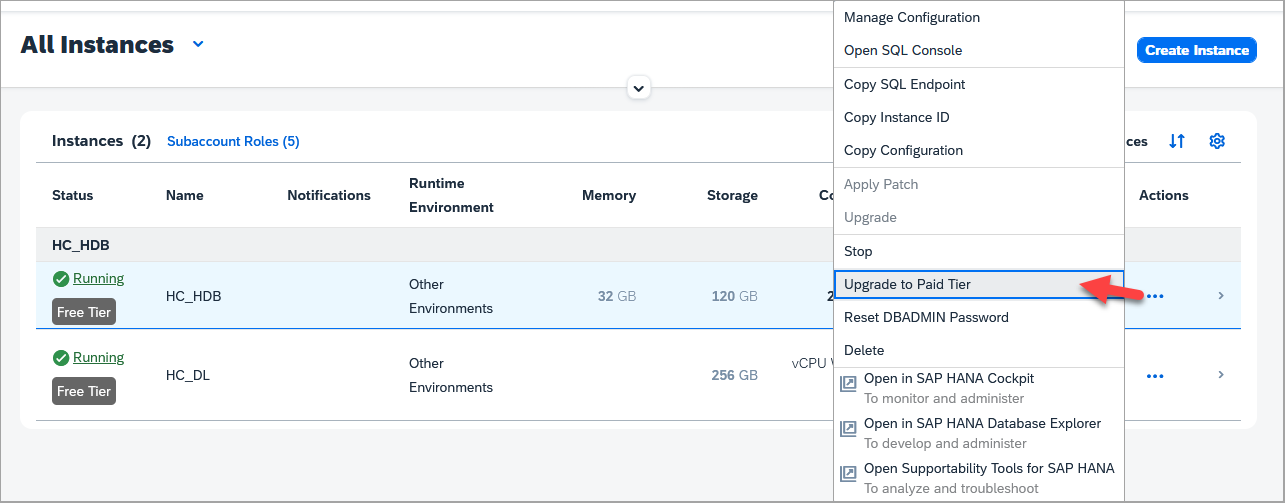 All Instances
Create Instance
Instances (2) Subaccount Roles (5)
ces
Status Name Notifications Runtime Environment Memory Storage Co Actions
HC_HDB
Running
Free Tier
HC_HDB
Other
Environments
32 GB
120 GB
2
Running
Free Tier
HC_DL
Other
Environments
256 GB
vCPU
Manage Configuration
Open SQL Console
Copy SQL Endpoint
Copy Instance ID
Copy Configuration
Apply Patch
Upgrade
Stop
Upgrade to Paid Tier
Reset DBADMIN Password
Delete
Open in SAP HANA Cockpit
To monitor and administer
Open in SAP HANA Database Explorer
To develop and administer
Open Supportability Tools for SAP HANA
To analyze and troubleshoot